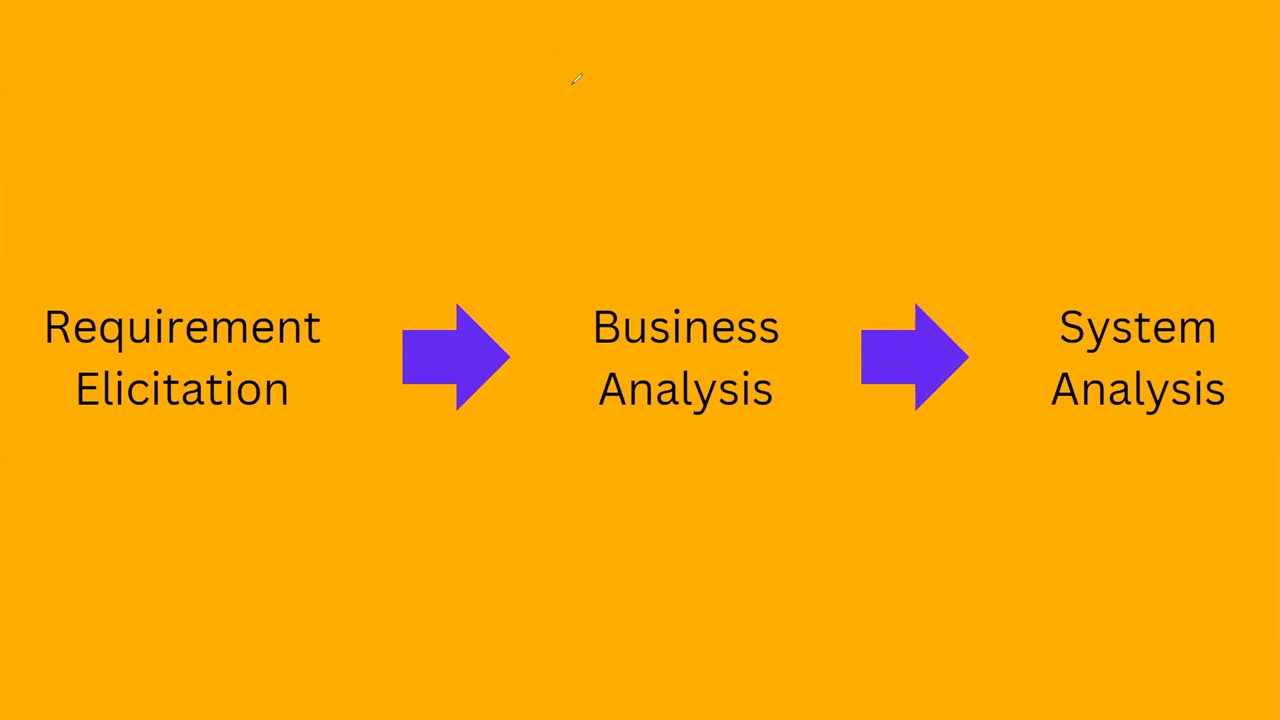 Requirement
Elicitation
Business
Analysis
System
Analysis